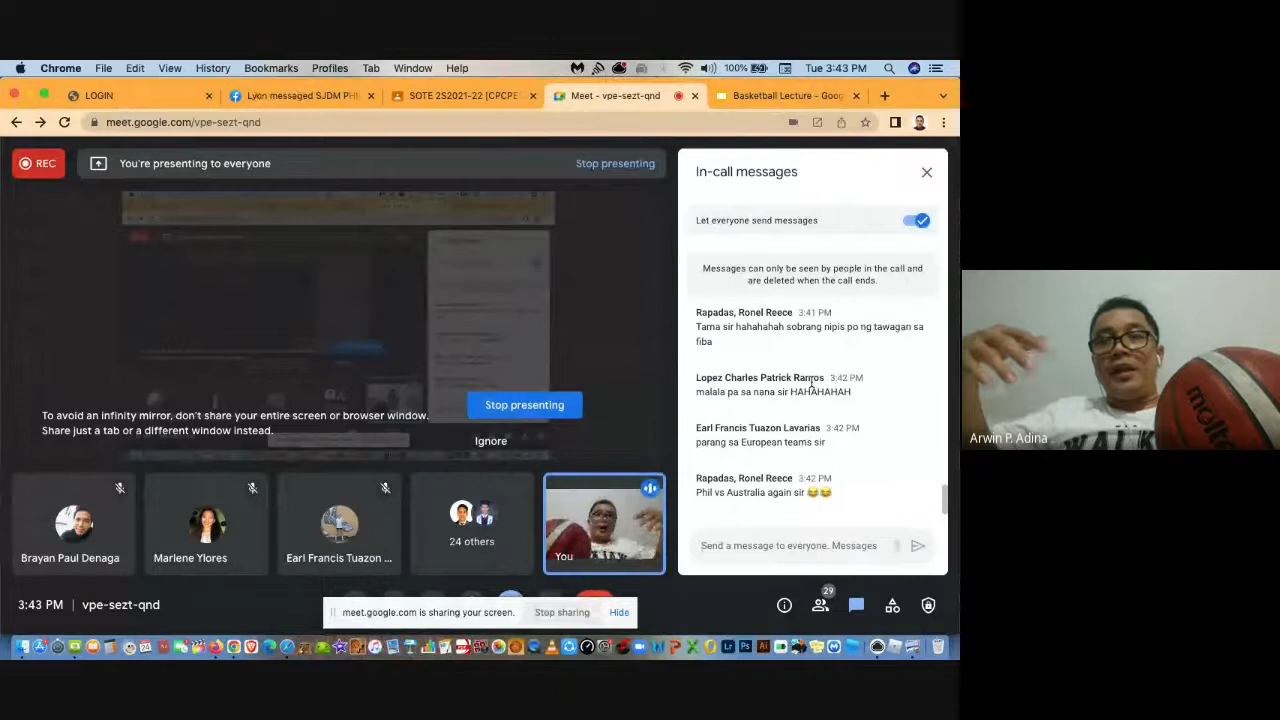 Chrome File Edit View History Bookmarks Profiles Tab Window Help
100% Tue 3:43 PM
LOGIN
Lyon messaged SJDM PH
SOTE 2S2021-22 [CPCPE
Meet - vpe-sezt-qnd
Basketball Lecture - Goog
meet.google.com/vpe-sezt-qnd
REC
You're presenting to everyone
Stop presenting
In-call messages
Let everyone send messages
Messages can only be seen by people in the call and
are deleted when the call ends.
Rapadas, Ronel Reece 3:41 PM
Tama sir hahahahah sobrang nipis po ng tawagan sa
fiba
Lopez Charles Patrick Ramos 3:42 PM
malala pa sa nana sir HAHAHAHAH
Earl Francis Tuazon Lavarias 3:42 PM
parang sa European teams sir
Rapadas, Ronel Reece 3:42 PM
Phil vs Australia again sir 😂😂
Send a message to everyone. Messages
To avoid an infinity mirror, don't share your entire screen or browser window.
Share just a tab or a different window instead.
Stop presenting
Ignore
Brayan Paul Denaga
Marlene Ylores
Earl Francis Tuazon ...
24 others
You
3:43 PM | vpe-sezt-qnd
meet.google.com is sharing your screen.
Stop sharing
Hide
29
molten
Arwin P. Adina